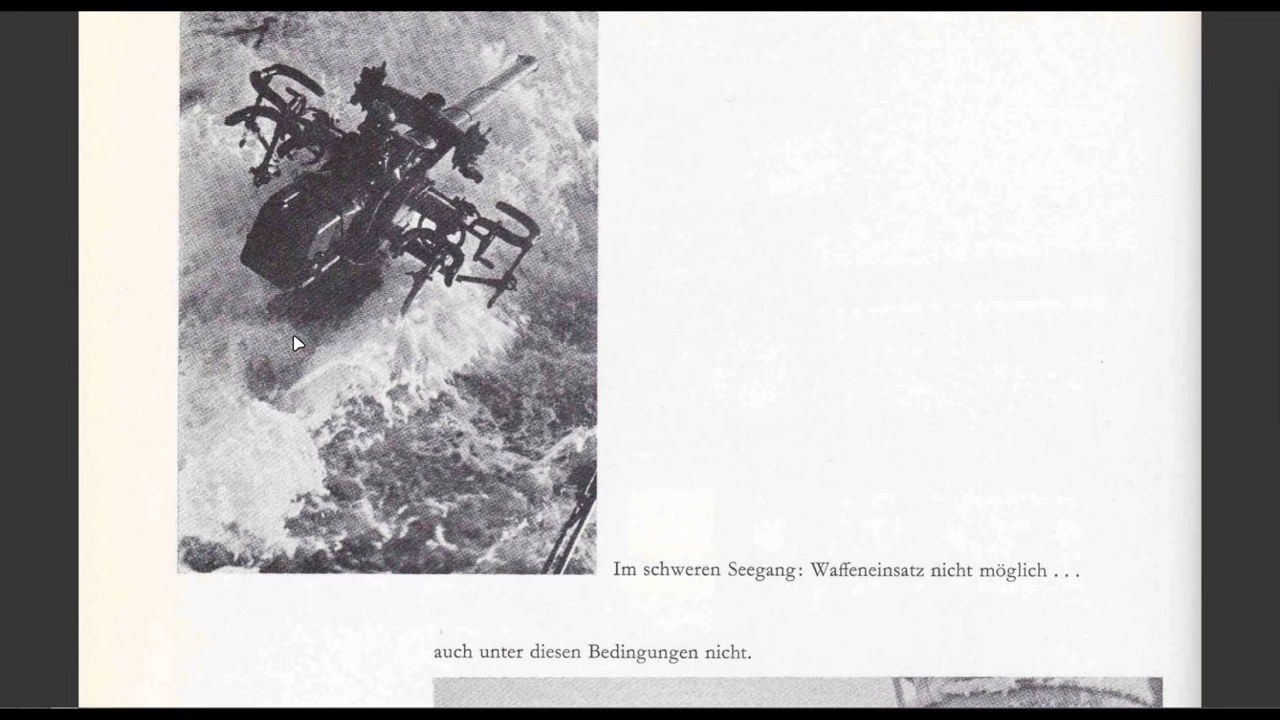 Im schweren Seegang: Waffeneinsatz nicht möglich . . .
auch unter diesen Bedingungen nicht.